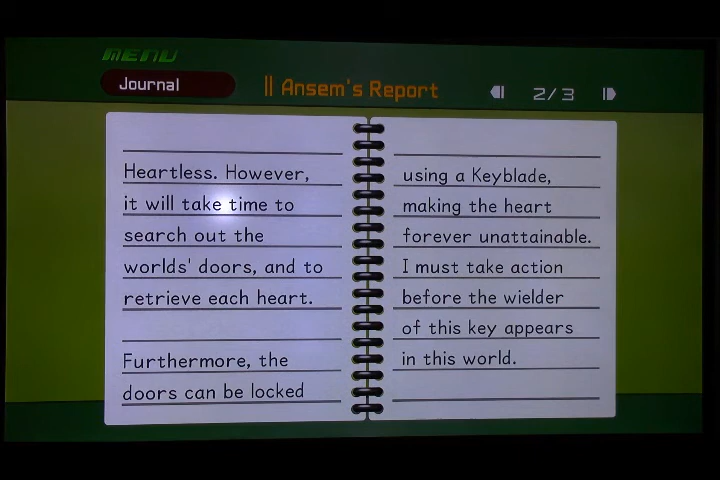 MENU
Journal
Ansem's Report
2/3
Heartless. However,
it will take time to
search out the
worlds' doors, and to
retrieve each heart.
Furthermore, the
doors can be locked
using a Keyblade,
making the heart
forever unattainable.
I must take action
before the wielder
of this key appears
in this world.